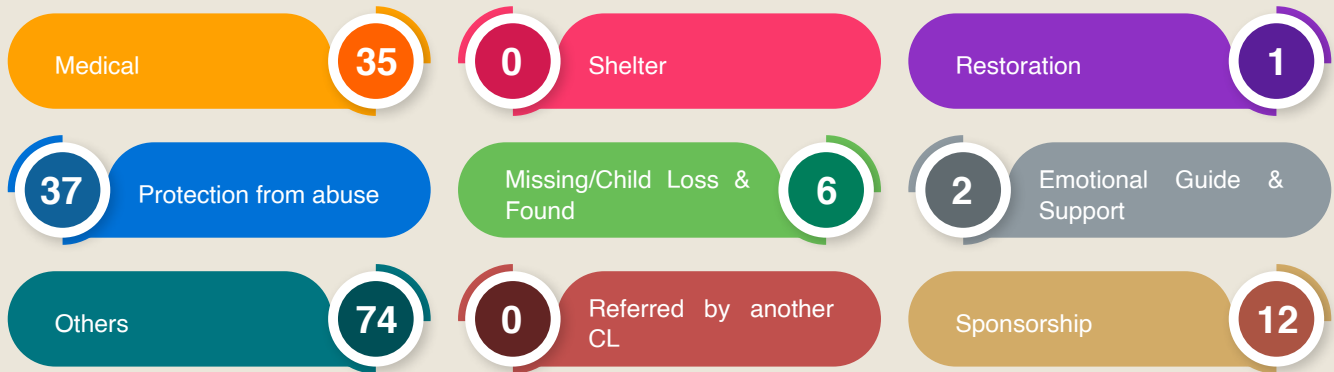 Medical 35
0 Shelter
Restoration 1
37 Protection from abuse
Missing/Child Loss &
Found
6
2
Emotional Guide &
Support
Others 74
0
Referred by another
CL
Sponsorship 12